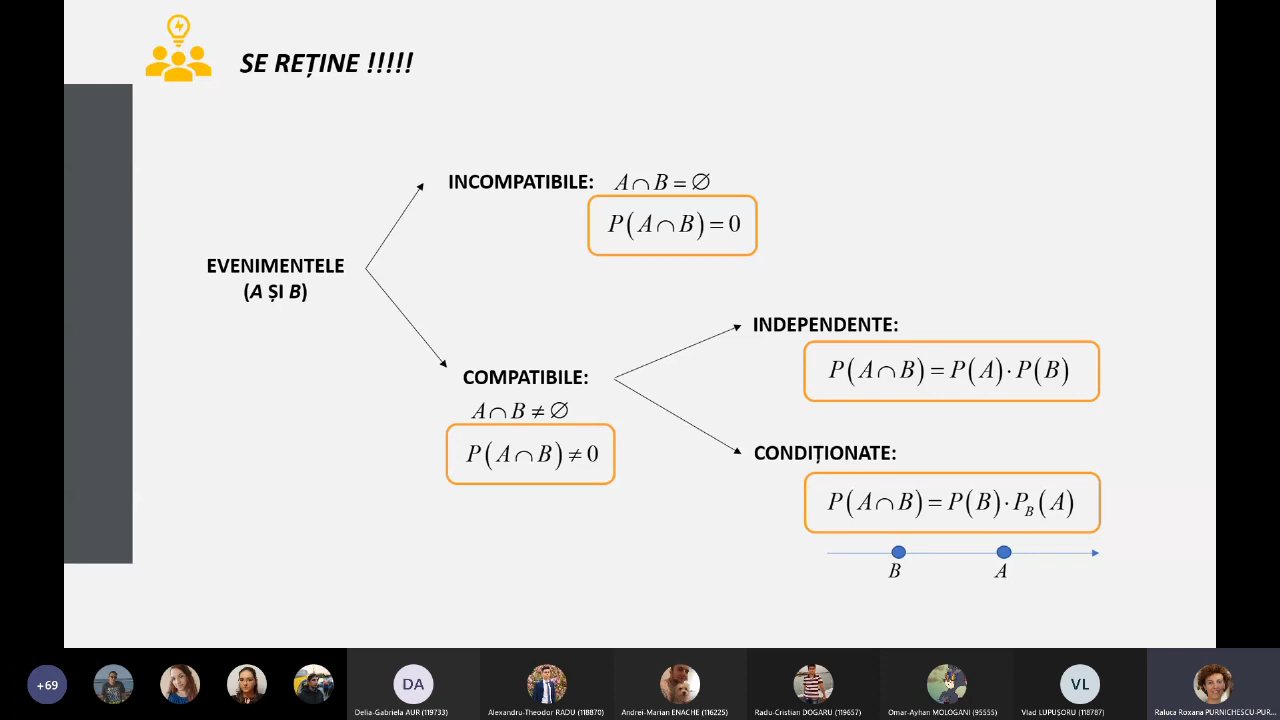 SE REȚINE !!!!!
INCOMPATIBILE: A∩B=∅
P(A∩B)=0
EVENIMENTELE
(A ȘI B)
COMPATIBILE:
A∩B≠∅
P(A∩B)≠0
INDEPENDENTE:
P(A∩B)=P(A)·P(B)
CONDIȚIONATE:
P(A∩B)=P(B)·P_B(A)
B A
+69
DA
VL
Delia-Gabriela AUR (119733)
Alexandru-Theodor RADU (118870)
Andrei-Marian ENACHE (116225)
Radu-Cristian DOGARU (119657)
Omar-Ayhan MOLOGANI (95555)
Vlad LUPUȘORU (118787)
Raluca Roxana PURNICHESCU-PUR...